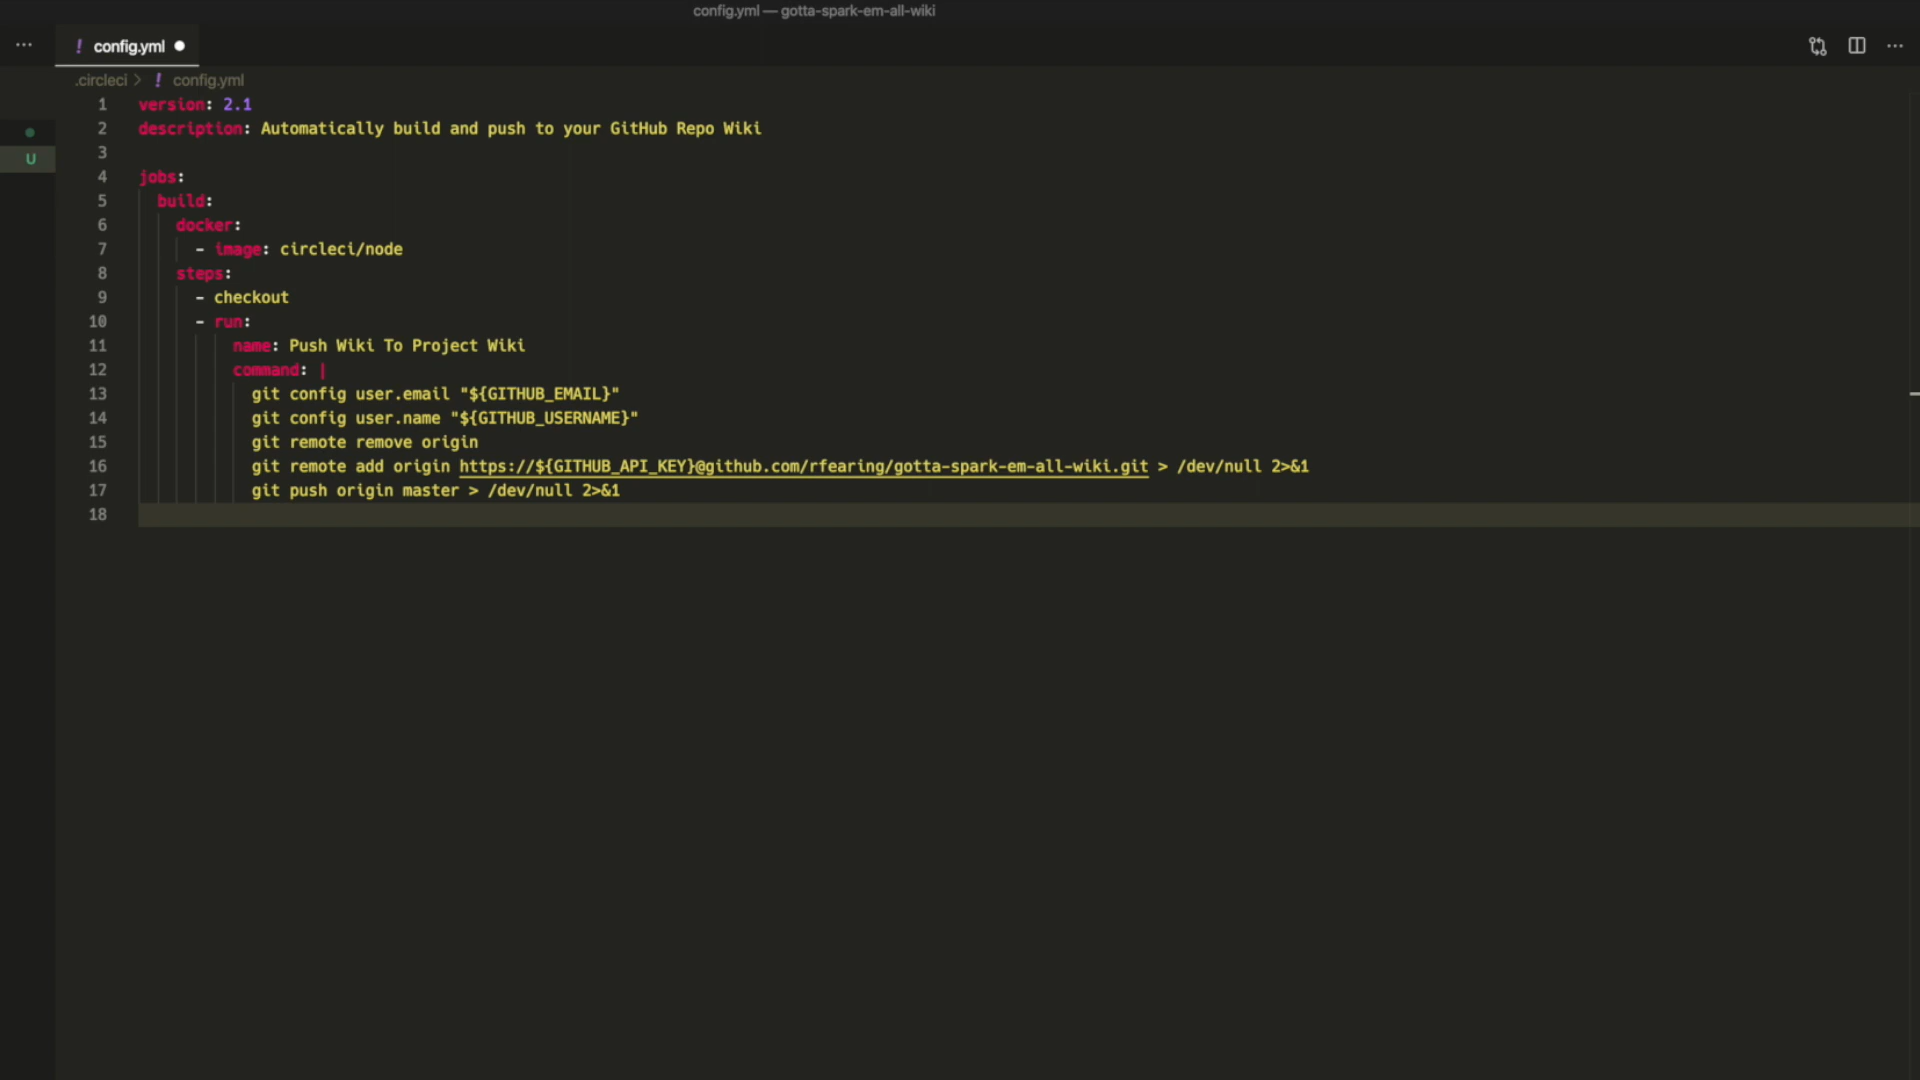 config.yml — gotta-spark-em-all-wiki
! config.yml
.circleci > ! config.yml
1 version: 2.1
2 description: Automatically build and push to your GitHub Repo Wiki
3
U
4 jobs:
5 build:
6 docker:
7 - image: circleci/node
8 steps:
9 - checkout
10 - run:
11 name: Push Wiki To Project Wiki
12 command: |
13 git config user.email "${GITHUB_EMAIL}"
14 git config user.name "${GITHUB_USERNAME}"
15 git remote remove origin
16 git remote add origin https://${GITHUB_API_KEY}@github.com/rfearing/gotta-spark-em-all-wiki.git > /dev/null 2>&1
17 git push origin master > /dev/null 2>&1
18